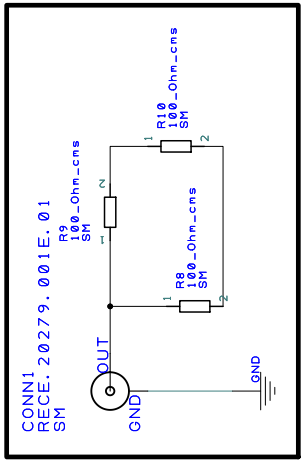 R10
100_Ohm_cms
SM
1
2
R9
100_Ohm_cms
SM
2
1
R8
100_Ohm_cms
SM
1
2
CONN1
RECE.20279.001E.01
SM
OUT
GND
GND